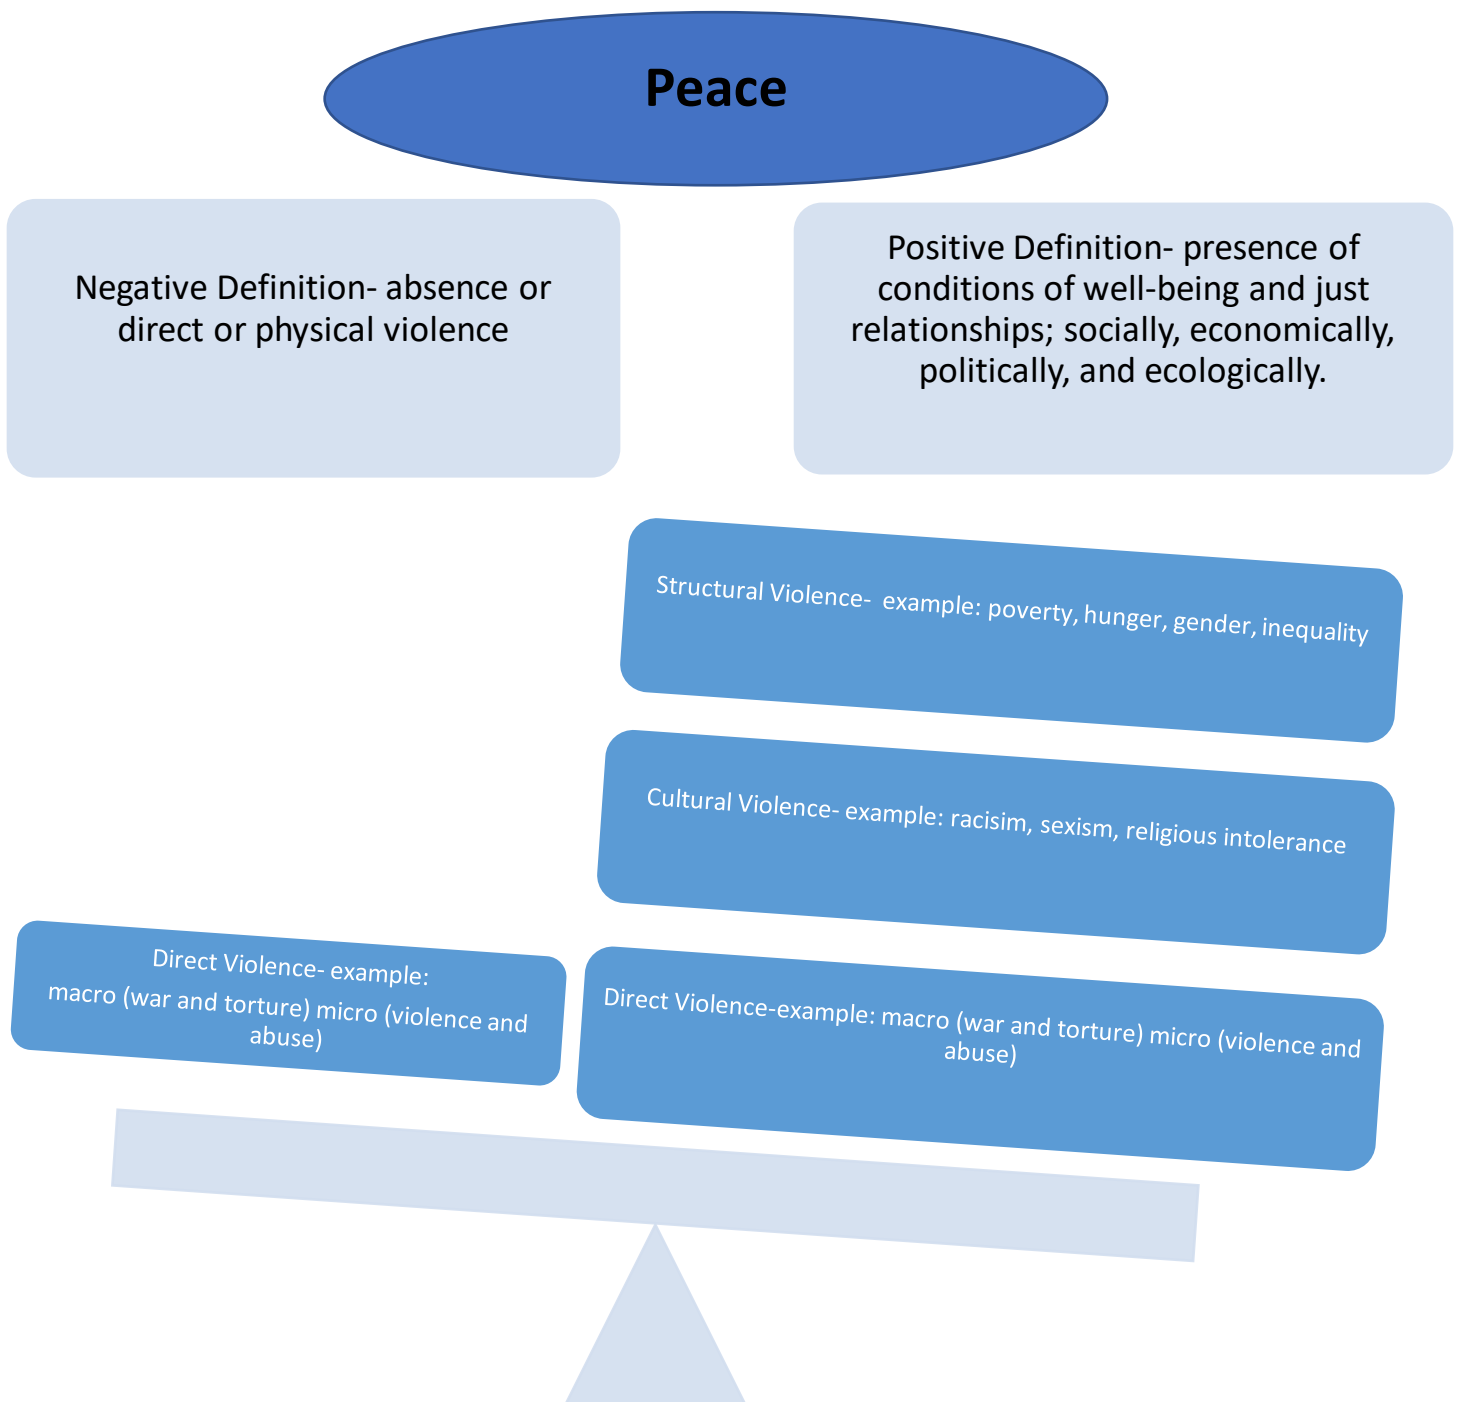 Peace
Negative Definition- absence or
direct or physical violence
Positive Definition- presence of
conditions of well-being and just
relationships; socially, economically,
politically, and ecologically.
Structural Violence-  example: poverty, hunger, gender, inequality
Cultural Violence- example: racisim, sexism, religious intolerance
Direct Violence- example:
macro (war and torture) micro (violence and
abuse)
Direct Violence-example: macro (war and torture) micro (violence and
abuse)